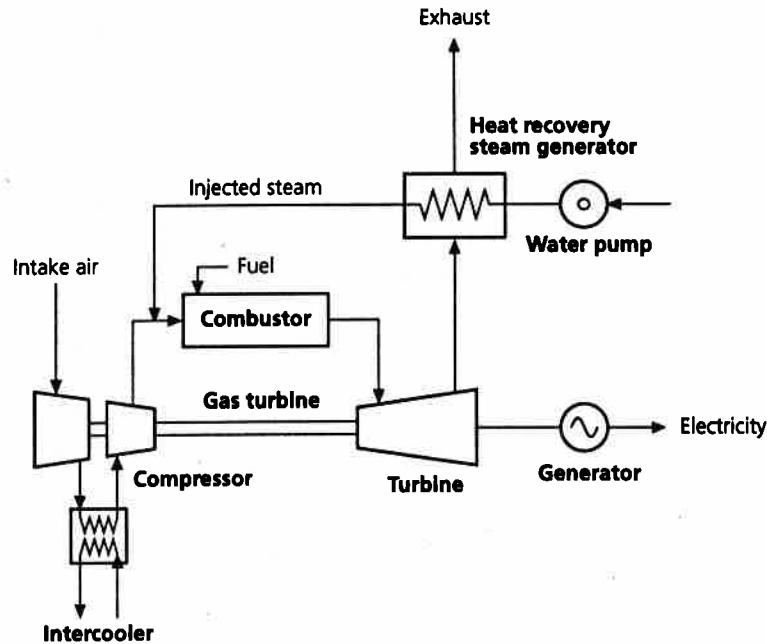 Exhaust
Heat recovery
steam generator
Injected steam
Water pump
Intake air
Fuel
Combustor
Gas turbine
Electricity
Compressor
Turbine
Generator
Intercooler